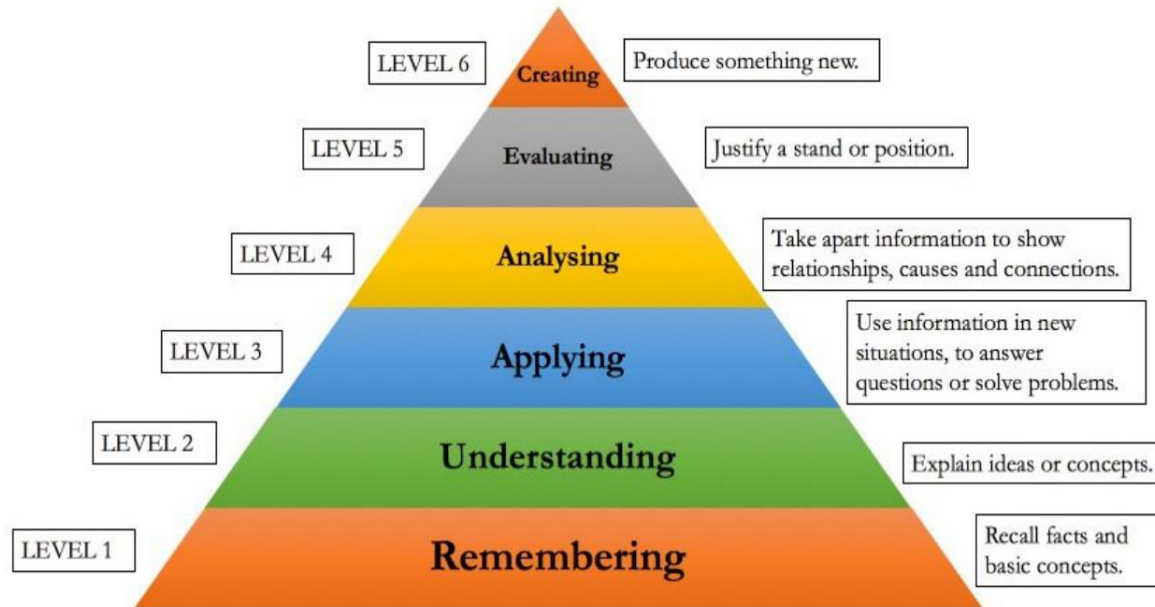 LEVEL 6
Creating
Produce something new.
LEVEL 5
Evaluating
Justify a stand or position.
LEVEL 4
Analysing
Take apart information to show
relationships, causes and connections.
LEVEL 3
Applying
Use information in new
situations, to answer
questions or solve problems.
LEVEL 2
Understanding
Explain ideas or concepts.
LEVEL 1
Remembering
Recall facts and
basic concepts.